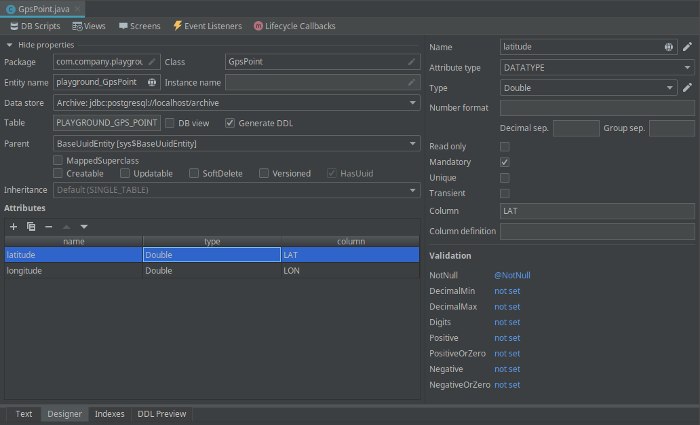 GpsPoint.java
DB Scripts Views Screens Event Listeners Lifecycle Callbacks
Hide properties
Package com.company.playgrou Class GpsPoint
Entity name playground_GpsPoint Instance name
Data store Archive: jdbc:postgresql://localhost/archive
Table PLAYGROUND_GPS_POINT DB view Generate DDL
Parent BaseUuidEntity [sys$BaseUuidEntity]
MappedSuperclass
Creatable Updatable SoftDelete Versioned HasUuid
Inheritance Default (SINGLE_TABLE)
Attributes
name type column
latitude Double LAT
longitude Double LON
Name latitude
Attribute type DATATYPE
Type Double
Number format
Decimal sep. Group sep.
Read only
Mandatory
Unique
Transient
Column LAT
Column definition
Validation
NotNull @NotNull
DecimalMin not set
DecimalMax not set
Digits not set
Positive not set
PositiveOrZero not set
Negative not set
NegativeOrZero not set
Text Designer Indexes DDL Preview